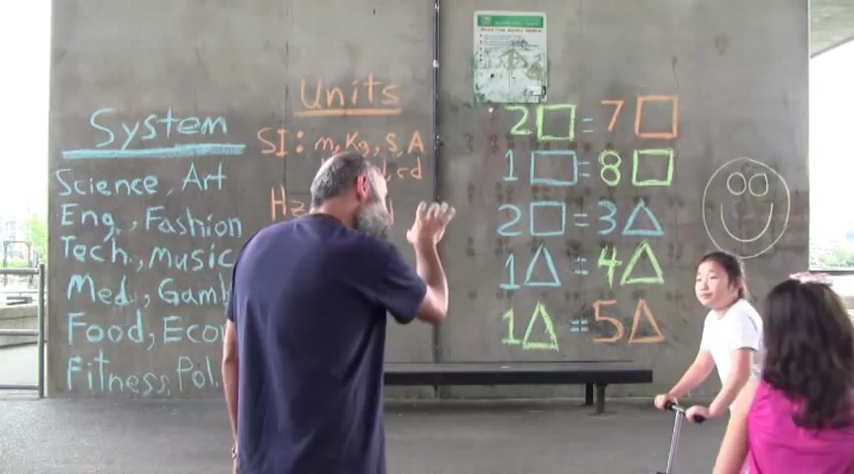 System
Science, Art
Eng., Fashion
Tech., Music
Med., Gamb
Food, Eco
Fitness, Pol.
Units
SI: m, Kg, S, A
cd
Hz
2□ = 7□
1□ = 8□
2□ = 3△
1△ = 4△
1△ = 5△